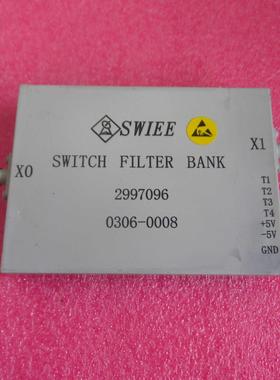 SWIEE
X1
X0
SWITCH FILTER BANK
2997096
0306-0008
T1
T2
T3
T4
+5V
-5V
GND